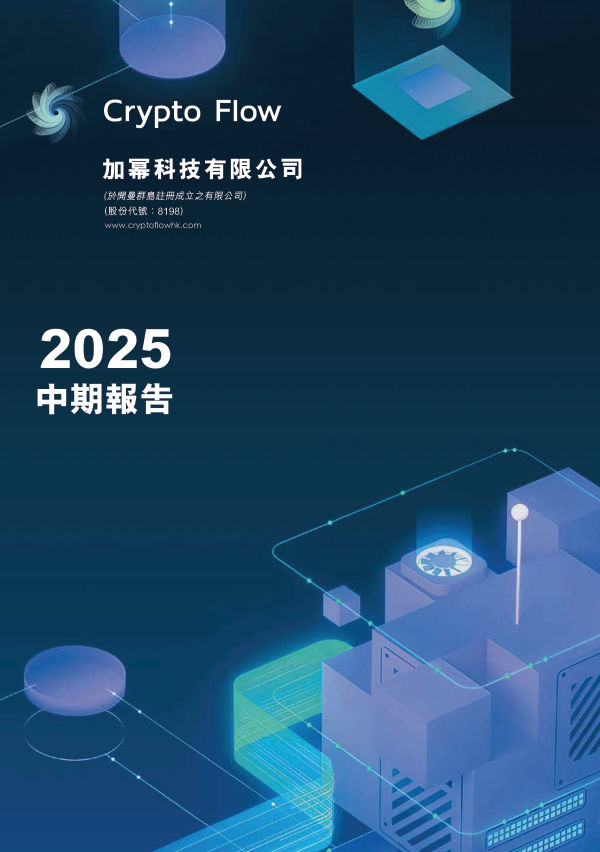 Crypto Flow
加冪科技有限公司
(於開曼群島註冊成立之有限公司)
(股份代號：8198)
www.cryptoflowhk.com
2025
中期報告